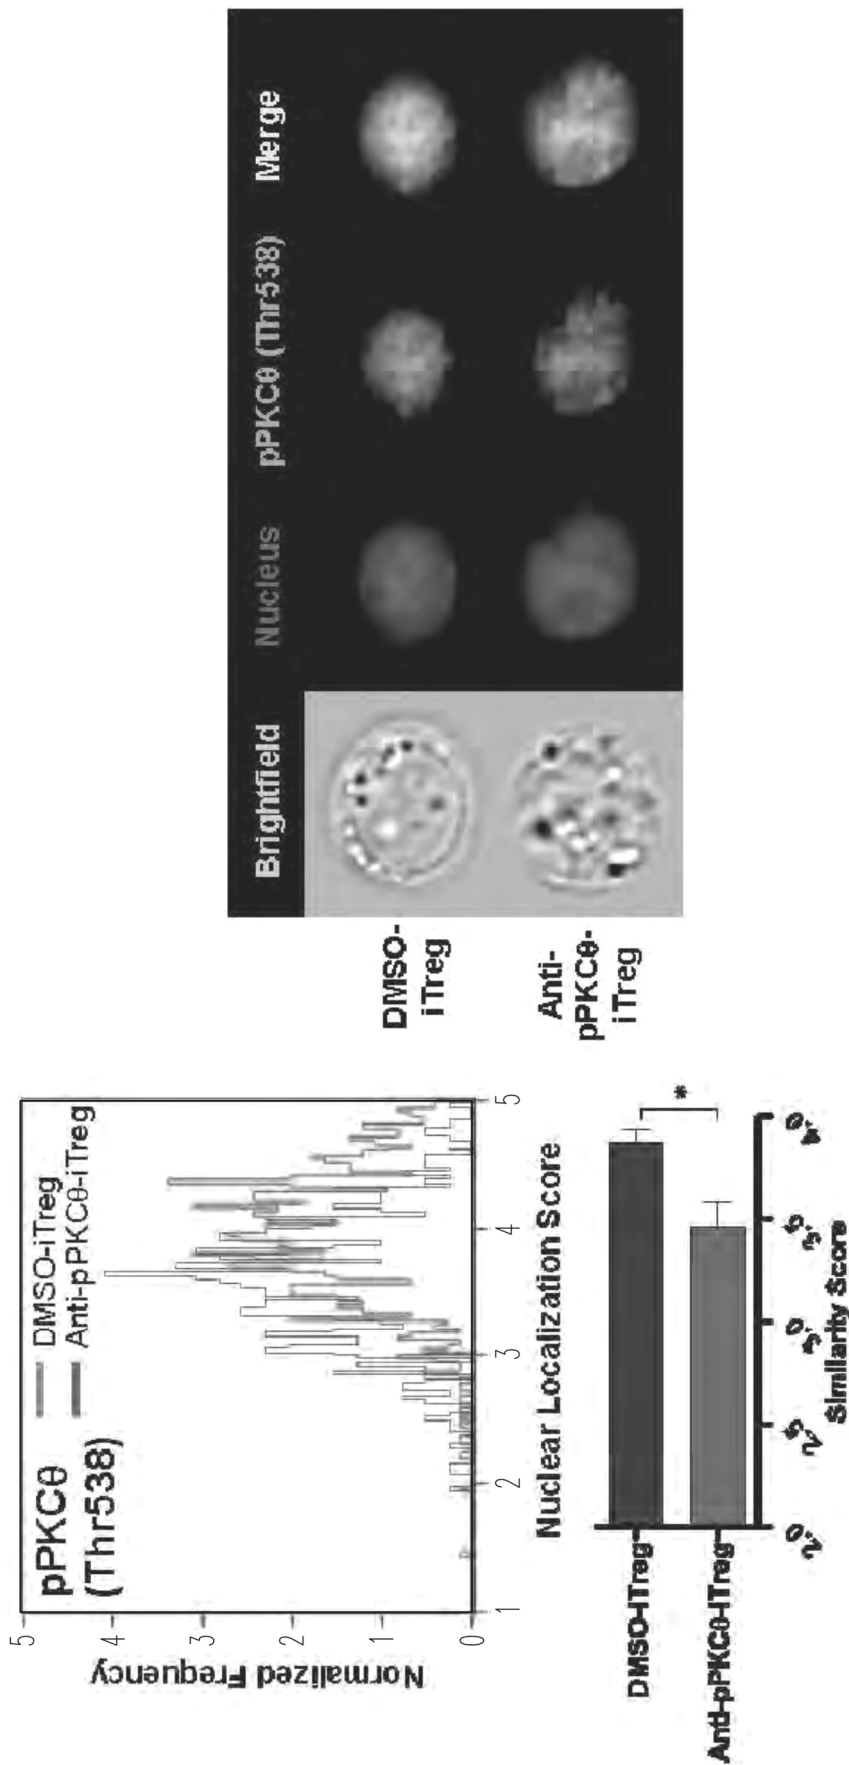 pPKCθ
(Thr538)
DMSO-iTreg
Anti-pPKCθ-iTreg
Normalized Frequency
5
4
3
2
1
0
1
2
3
4
5
Nuclear Localization Score
DMSO-iTreg
Anti-pPKCθ-iTreg
*
2.0
2.5
3.0
3.5
4.0
Similarity Score
Brightfield
Nucleus
pPKCθ (Thr538)
Merge
DMSO-
iTreg
Anti-
pPKCθ-
iTreg